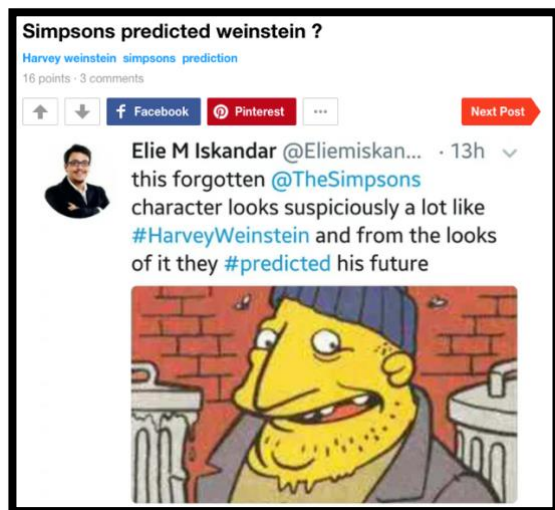 Simpsons predicted weinstein ?
Harvey weinstein simpsons prediction
16 points · 3 comments
f Facebook Pinterest ··· Next Post
Elie M Iskandar @Eliemiskan... · 13h
this forgotten @TheSimpsons
character looks suspiciously a lot like
#HarveyWeinstein and from the looks
of it they #predicted his future